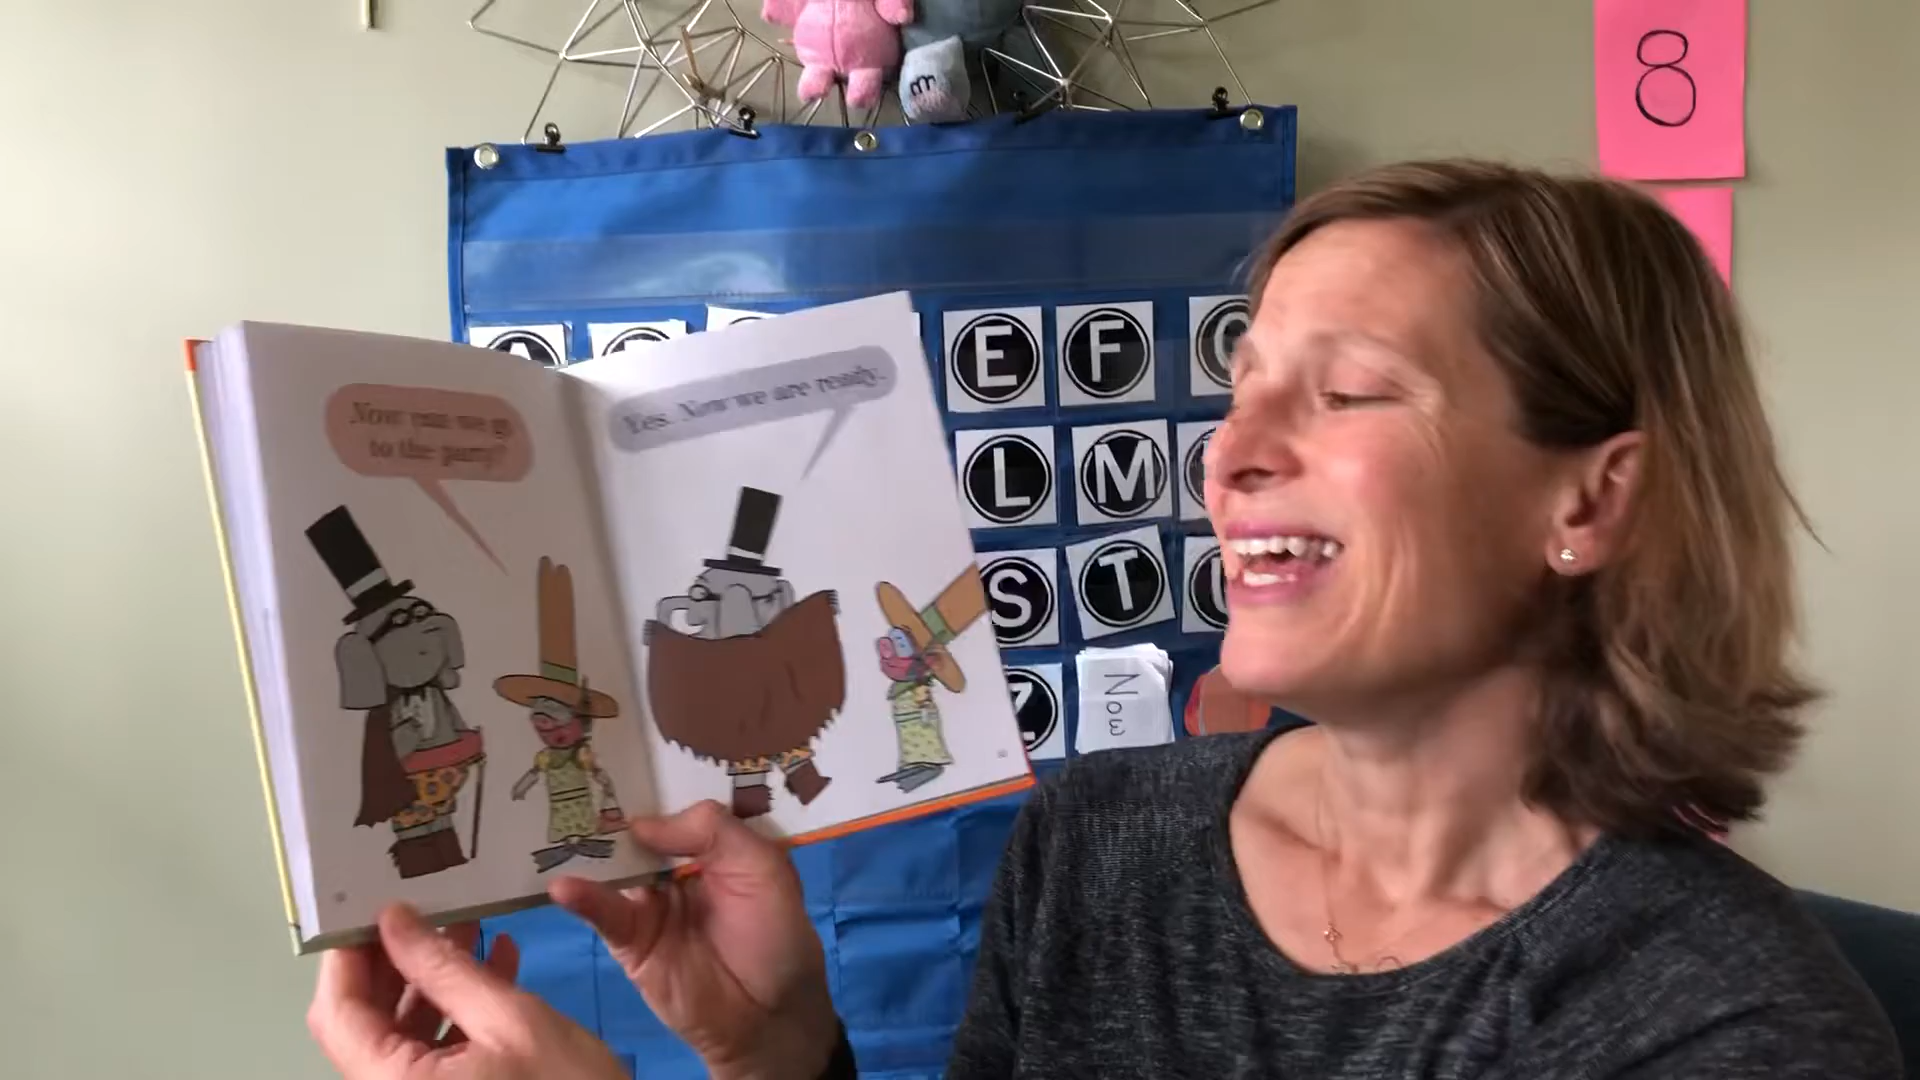 8
E F
Now can we go
to the party?
Yes. Now we are ready.
L M
S T U
Z
Now